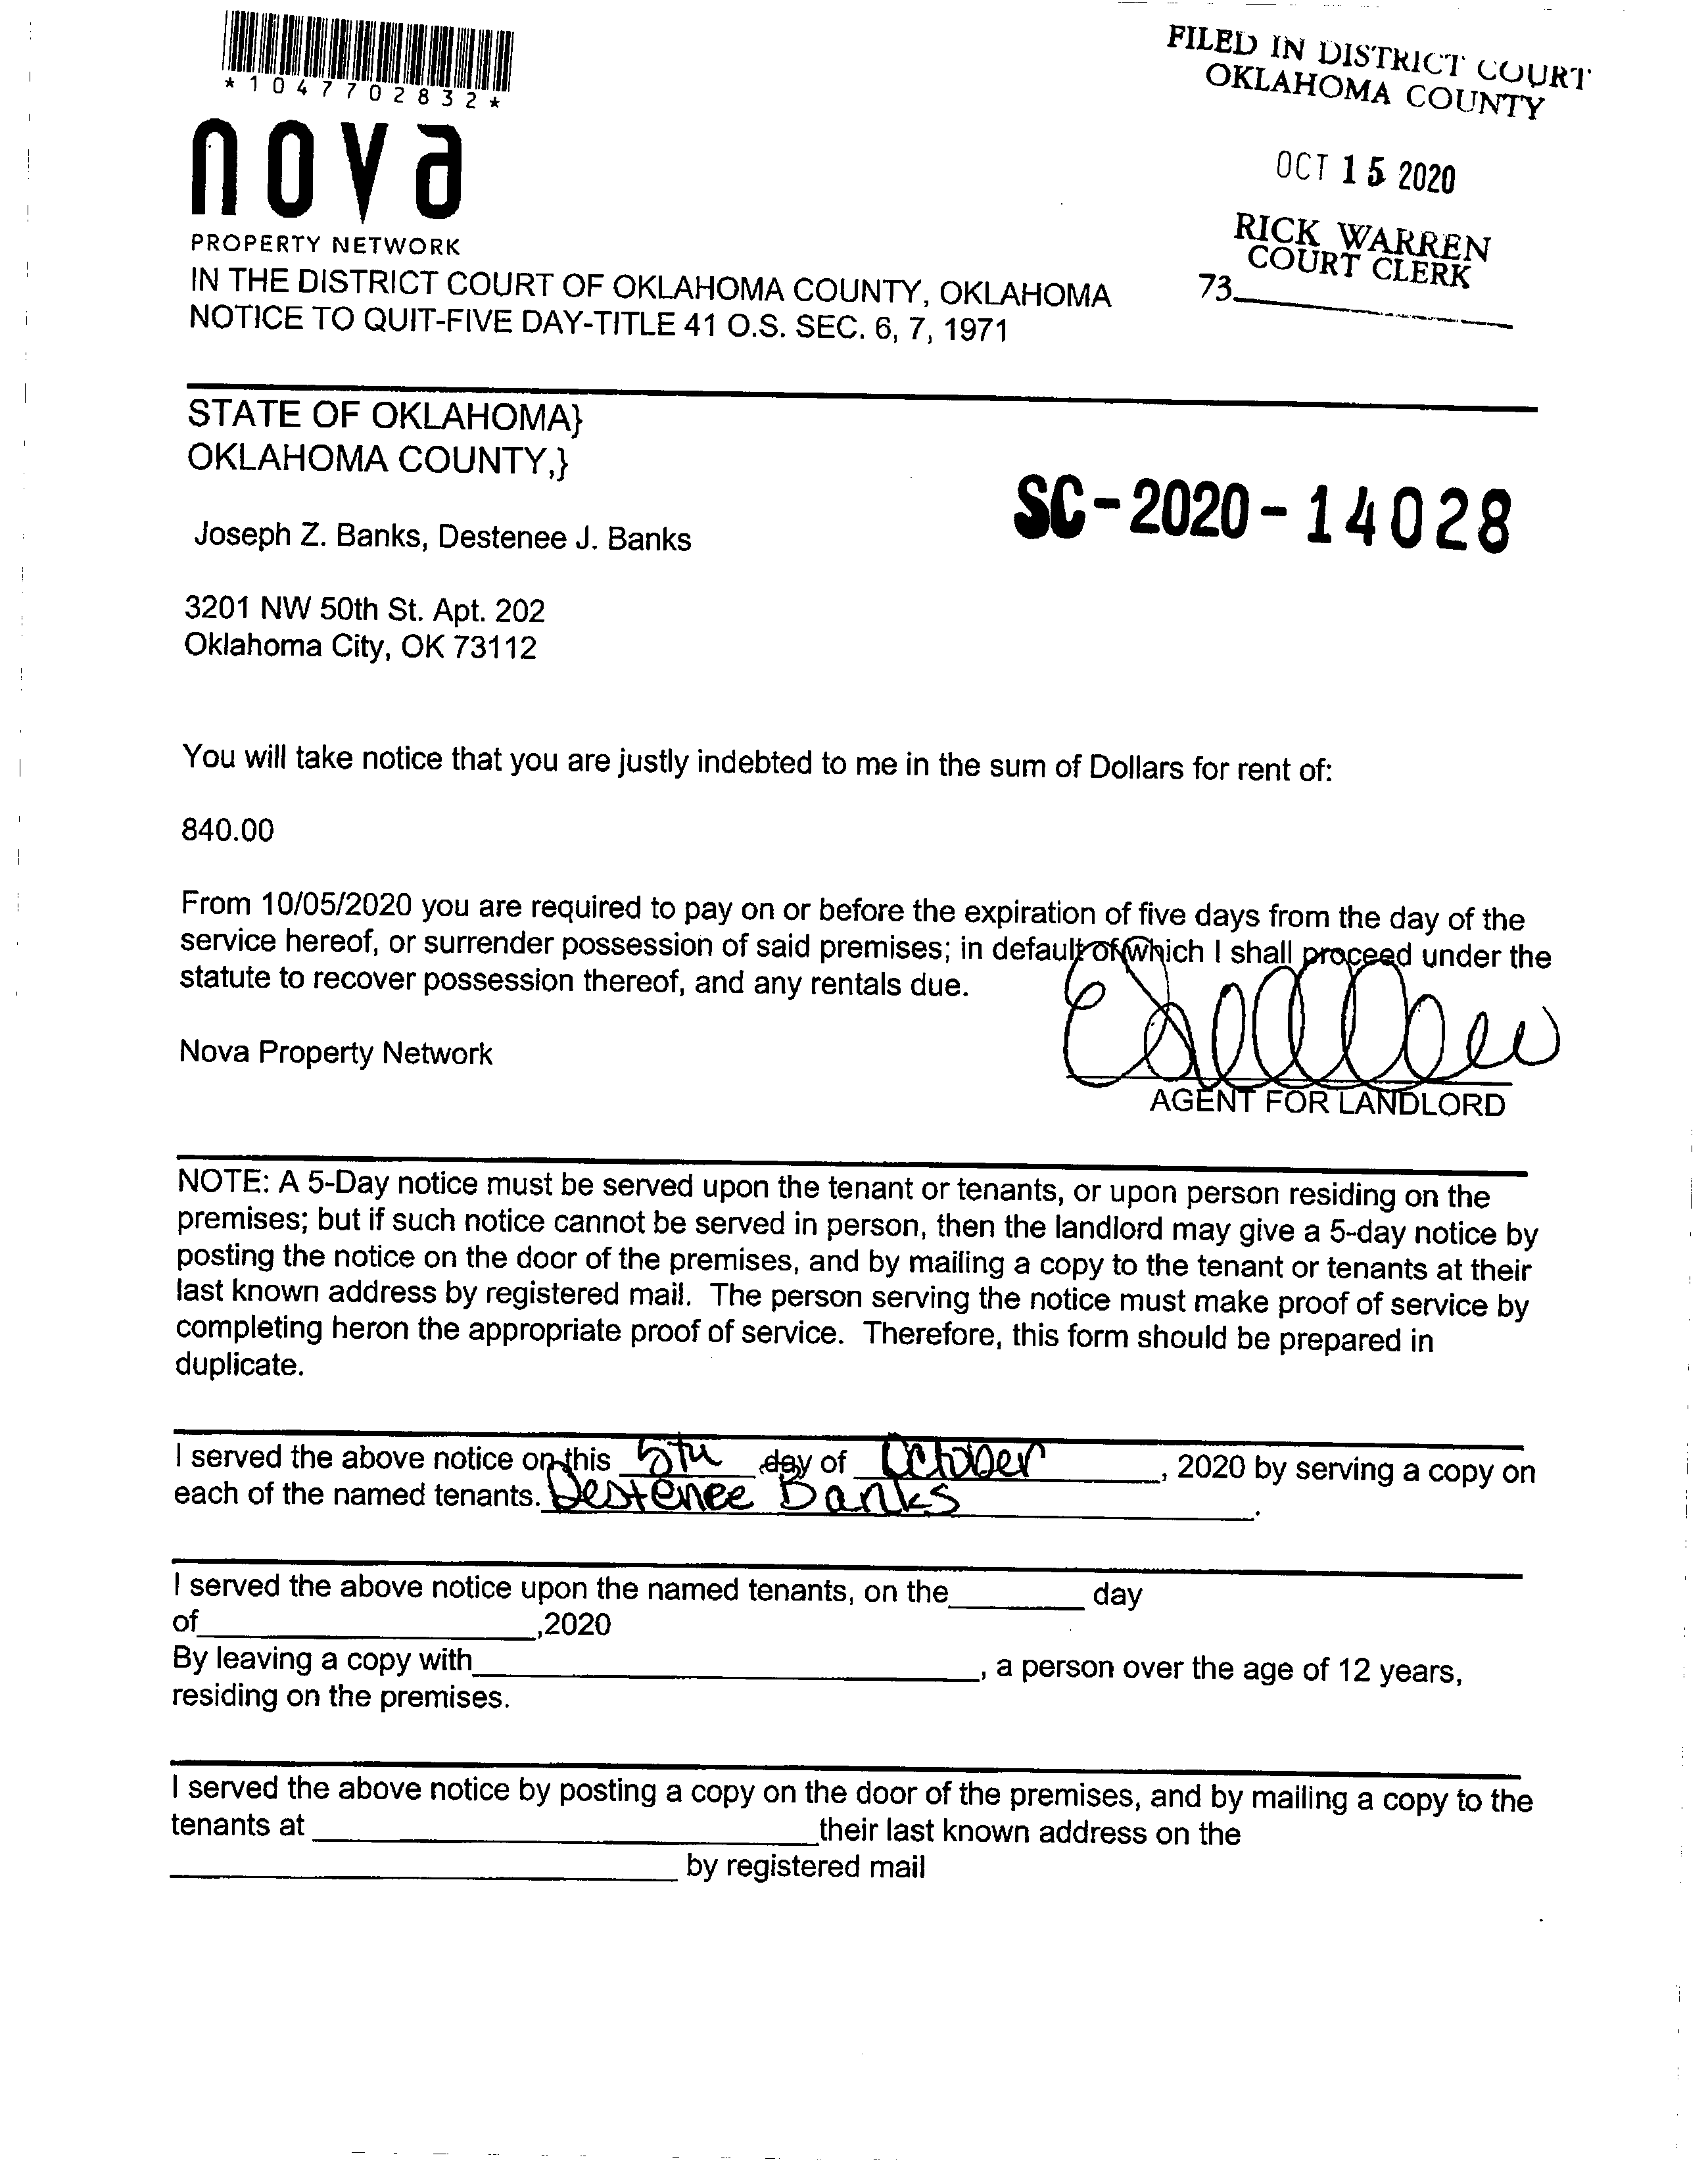 *1047702832*
FILED IN DISTRICT COURT
OKLAHOMA COUNTY
OCT 15 2020
RICK WARREN
COURT CLERK
73
nova
PROPERTY NETWORK
IN THE DISTRICT COURT OF OKLAHOMA COUNTY, OKLAHOMA
NOTICE TO QUIT-FIVE DAY-TITLE 41 O.S. SEC. 6, 7, 1971
STATE OF OKLAHOMA}
OKLAHOMA COUNTY,}
SC-2020-14028
Joseph Z. Banks, Destenee J. Banks
3201 NW 50th St. Apt. 202
Oklahoma City, OK 73112
You will take notice that you are justly indebted to me in the sum of Dollars for rent of:
840.00
From 10/05/2020 you are required to pay on or before the expiration of five days from the day of the
service hereof, or surrender possession of said premises; in default of which I shall proceed under the
statute to recover possession thereof, and any rentals due.
Nova Property Network
AGENT FOR LANDLORD
NOTE: A 5-Day notice must be served upon the tenant or tenants, or upon person residing on the
premises; but if such notice cannot be served in person, then the landlord may give a 5-day notice by
posting the notice on the door of the premises, and by mailing a copy to the tenant or tenants at their
last known address by registered mail. The person serving the notice must make proof of service by
completing heron the appropriate proof of service. Therefore, this form should be prepared in
duplicate.
I served the above notice on this 5th day of October, 2020 by serving a copy on
each of the named tenants. Destenee Banks.
I served the above notice upon the named tenants, on the________ day
of____________________,2020
By leaving a copy with______________________________, a person over the age of 12 years,
residing on the premises.
I served the above notice by posting a copy on the door of the premises, and by mailing a copy to the
tenants at ______________________________their last known address on the
______________________________ by registered mail